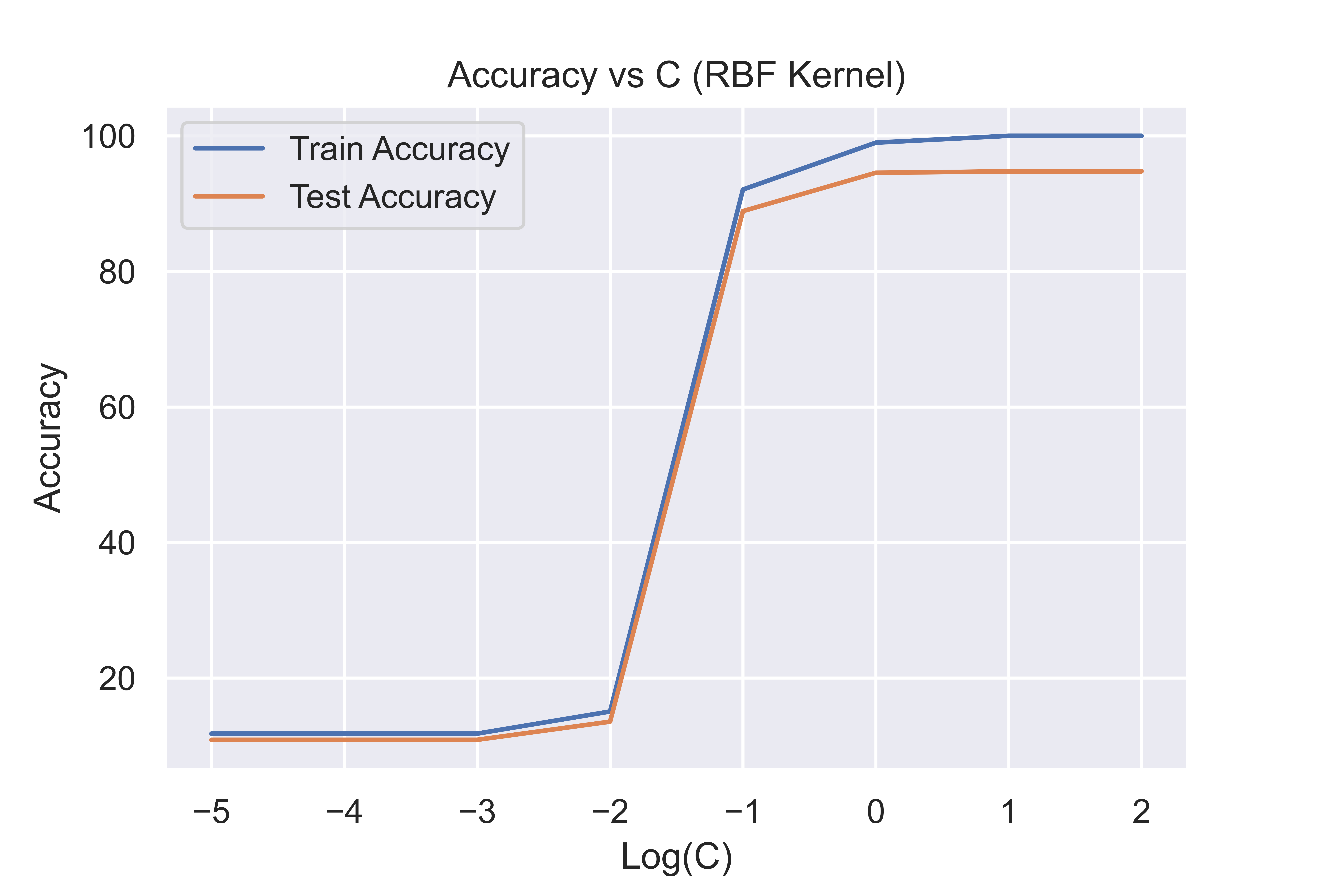 Accuracy vs C (RBF Kernel)
Train Accuracy
Test Accuracy
100
80
60
40
20
Accuracy
−5 −4 −3 −2 −1 0 1 2
Log(C)